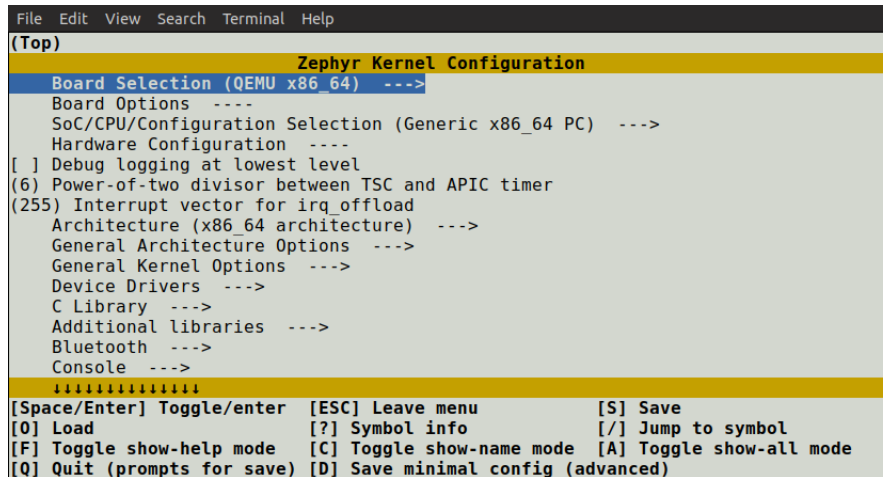 File Edit View Search Terminal Help
(Top)
Zephyr Kernel Configuration
Board Selection (QEMU x86_64)  --->
Board Options  ----
SoC/CPU/Configuration Selection (Generic x86_64 PC)  --->
Hardware Configuration  ----
[ ] Debug logging at lowest level
(6) Power-of-two divisor between TSC and APIC timer
(255) Interrupt vector for irq_offload
Architecture (x86_64 architecture)  --->
General Architecture Options  --->
General Kernel Options  --->
Device Drivers  --->
C Library  --->
Additional libraries  --->
Bluetooth  --->
Console  --->
↓↓↓↓↓↓↓↓↓↓↓↓↓↓
[Space/Enter] Toggle/enter  [ESC] Leave menu  [S] Save
[O] Load  [?] Symbol info  [/] Jump to symbol
[F] Toggle show-help mode  [C] Toggle show-name mode  [A] Toggle show-all mode
[Q] Quit (prompts for save)  [D] Save minimal config (advanced)